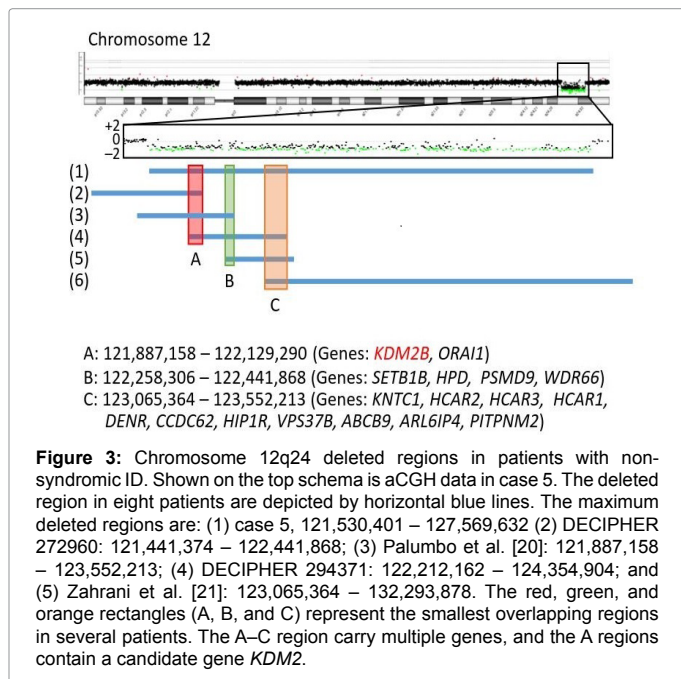 Chromosome 12
+2
0
−2
(1)
(2)
(3)
(4)
(5)
(6)
A
B
C
A: 121,887,158 – 122,129,290 (Genes: KDM2B, ORAI1)
B: 122,258,306 – 122,441,868 (Genes: SETB1B, HPD, PSMD9, WDR66)
C: 123,065,364 – 123,552,213 (Genes: KNTC1, HCAR2, HCAR3, HCAR1,
DENR, CCDC62, HIP1R, VPS37B, ABCB9, ARL6IP4, PITPNM2)
Figure 3: Chromosome 12q24 deleted regions in patients with non-
syndromic ID. Shown on the top schema is aCGH data in case 5. The deleted
region in eight patients are depicted by horizontal blue lines. The maximum
deleted regions are: (1) case 5, 121,530,401 – 127,569,632 (2) DECIPHER
272960: 121,441,374 – 122,441,868; (3) Palumbo et al. [20]: 121,887,158
– 123,552,213; (4) DECIPHER 294371: 122,212,162 – 124,354,904; and
(5) Zahrani et al. [21]: 123,065,364 – 132,293,878. The red, green, and
orange rectangles (A, B, and C) represent the smallest overlapping regions
in several patients. The A–C region carry multiple genes, and the A regions
contain a candidate gene KDM2.